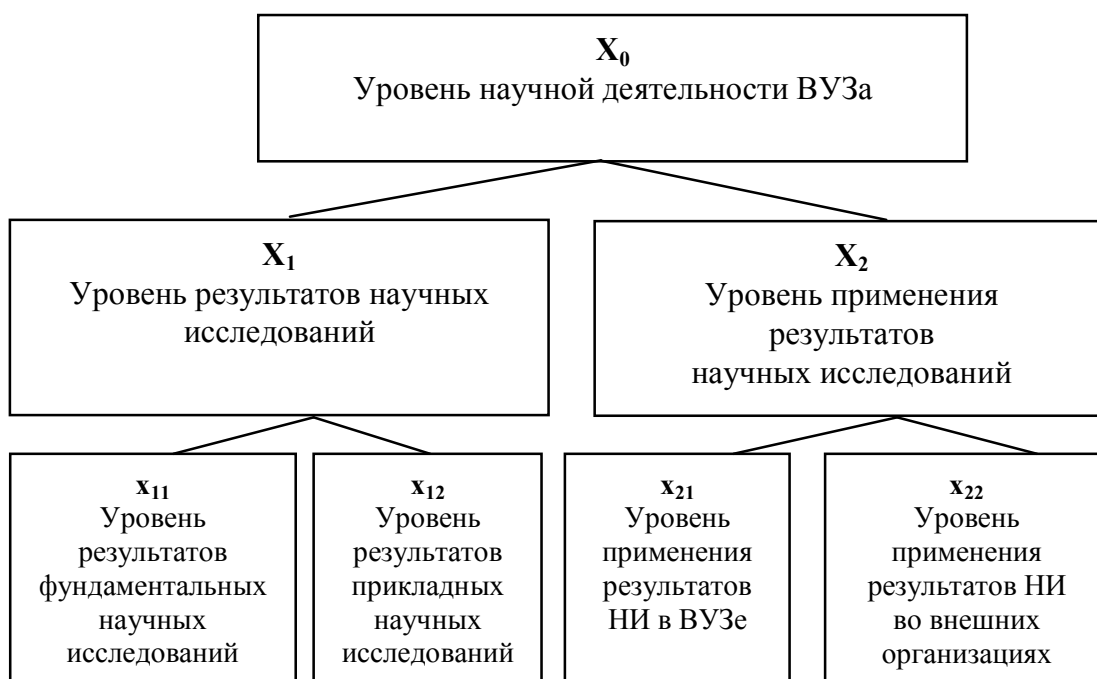 X₀
Уровень научной деятельности ВУЗа
X₁
Уровень результатов научных
исследований
X₂
Уровень применения
результатов
научных исследований
x₁₁
Уровень
результатов
фундаментальных
научных
исследований
x₁₂
Уровень
результатов
прикладных
научных
исследований
x₂₁
Уровень
применения
результатов
НИ в ВУЗе
x₂₂
Уровень
применения
результатов НИ
во внешних
организациях